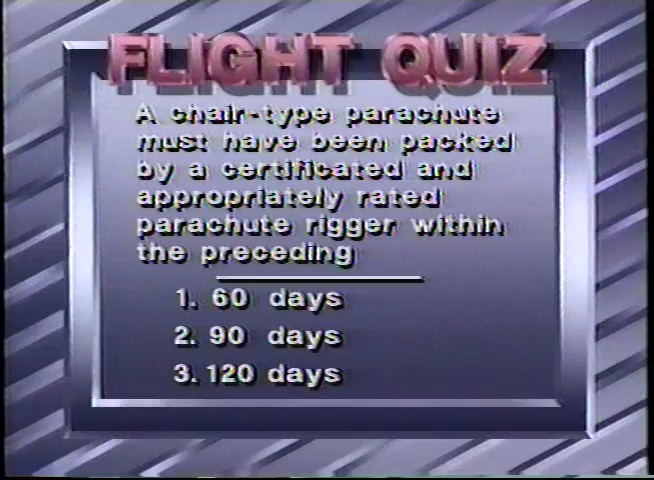 FLIGHT QUIZ
A chair-type parachute
must have been packed
by a certificated and
appropriately rated
parachute rigger within
the preceding
1. 60 days
2. 90 days
3. 120 days